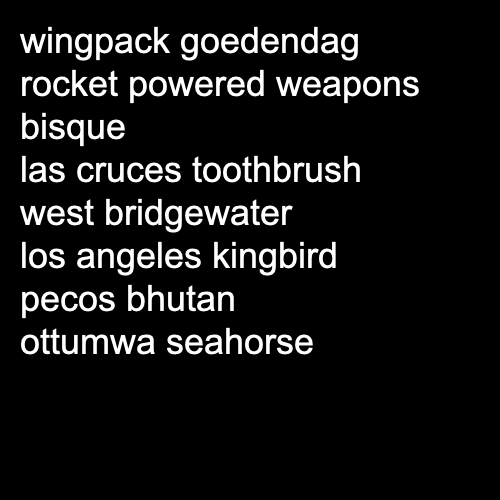 wingpack goedendag
rocket powered weapons
bisque
las cruces toothbrush
west bridgewater
los angeles kingbird
pecos bhutan
ottumwa seahorse